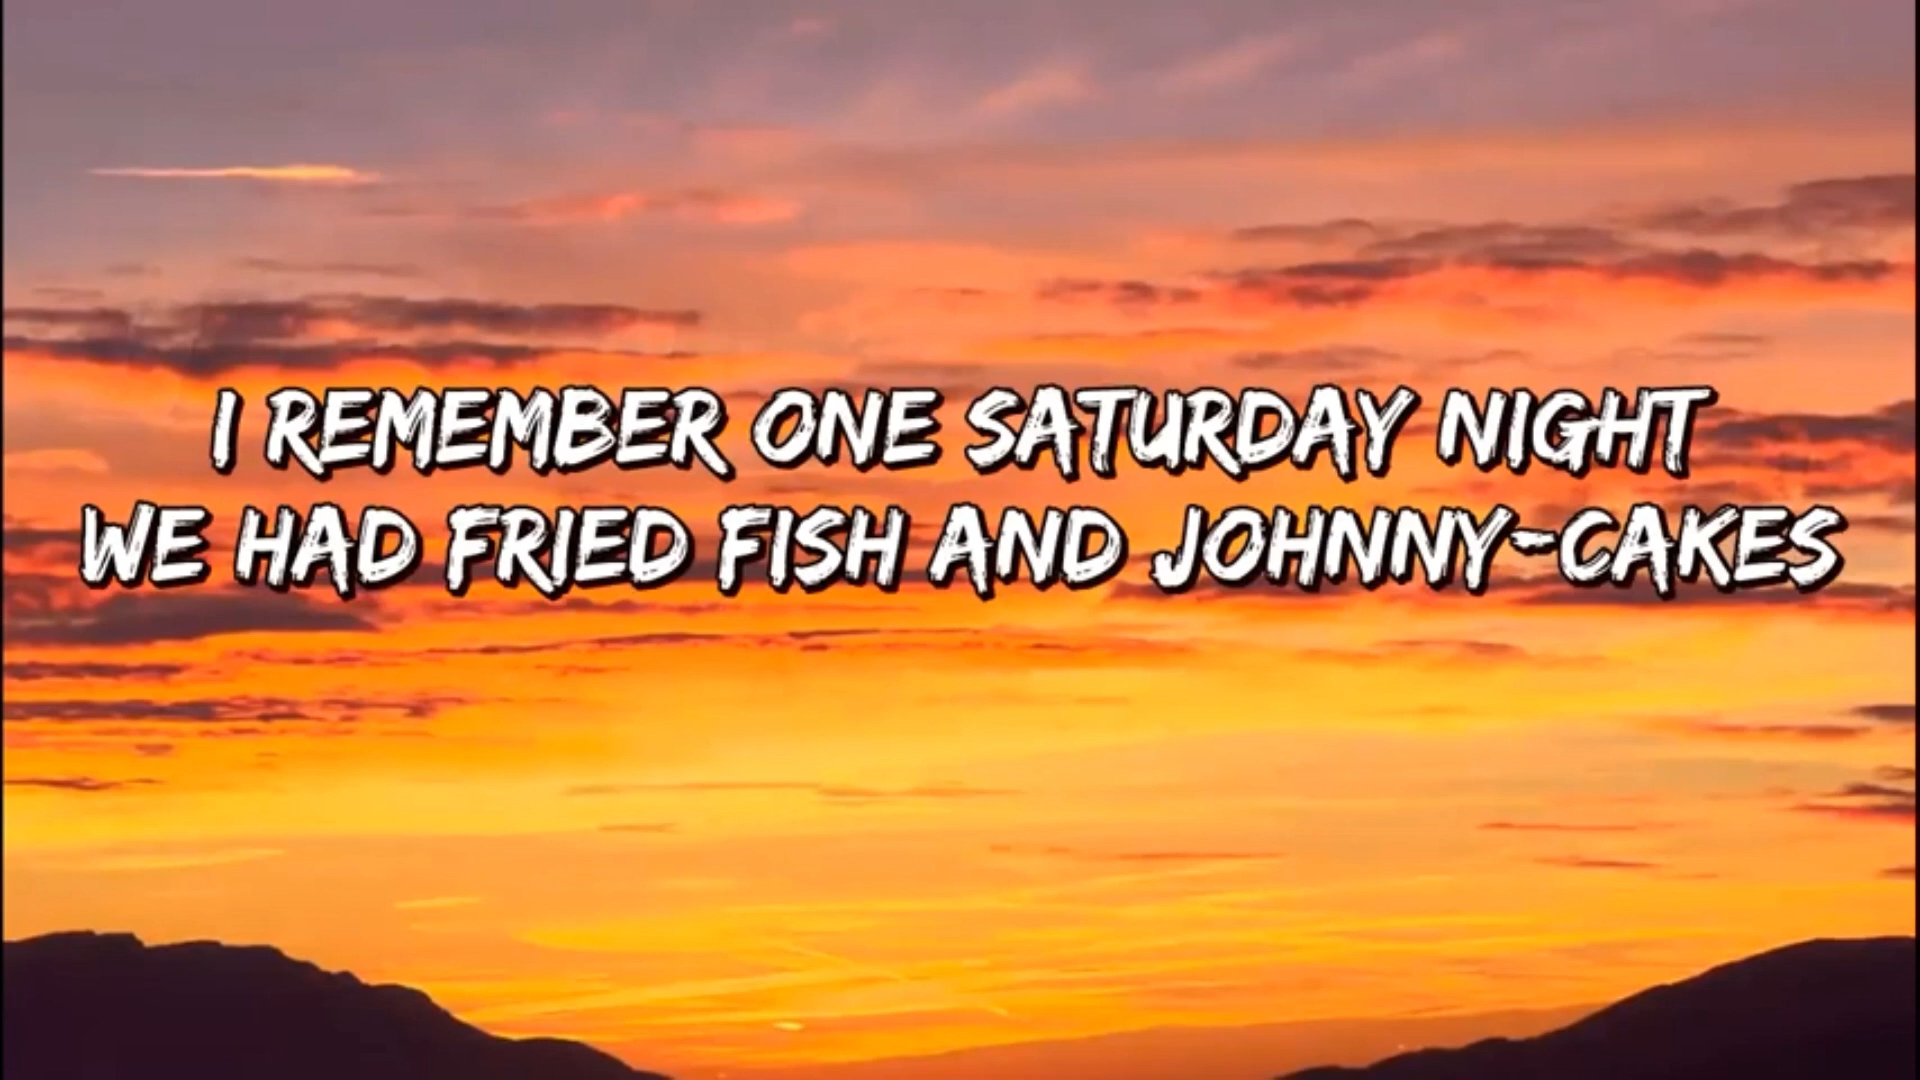 I REMEMBER ONE SATURDAY NIGHT
WE HAD FRIED FISH AND JOHNNY-CAKES